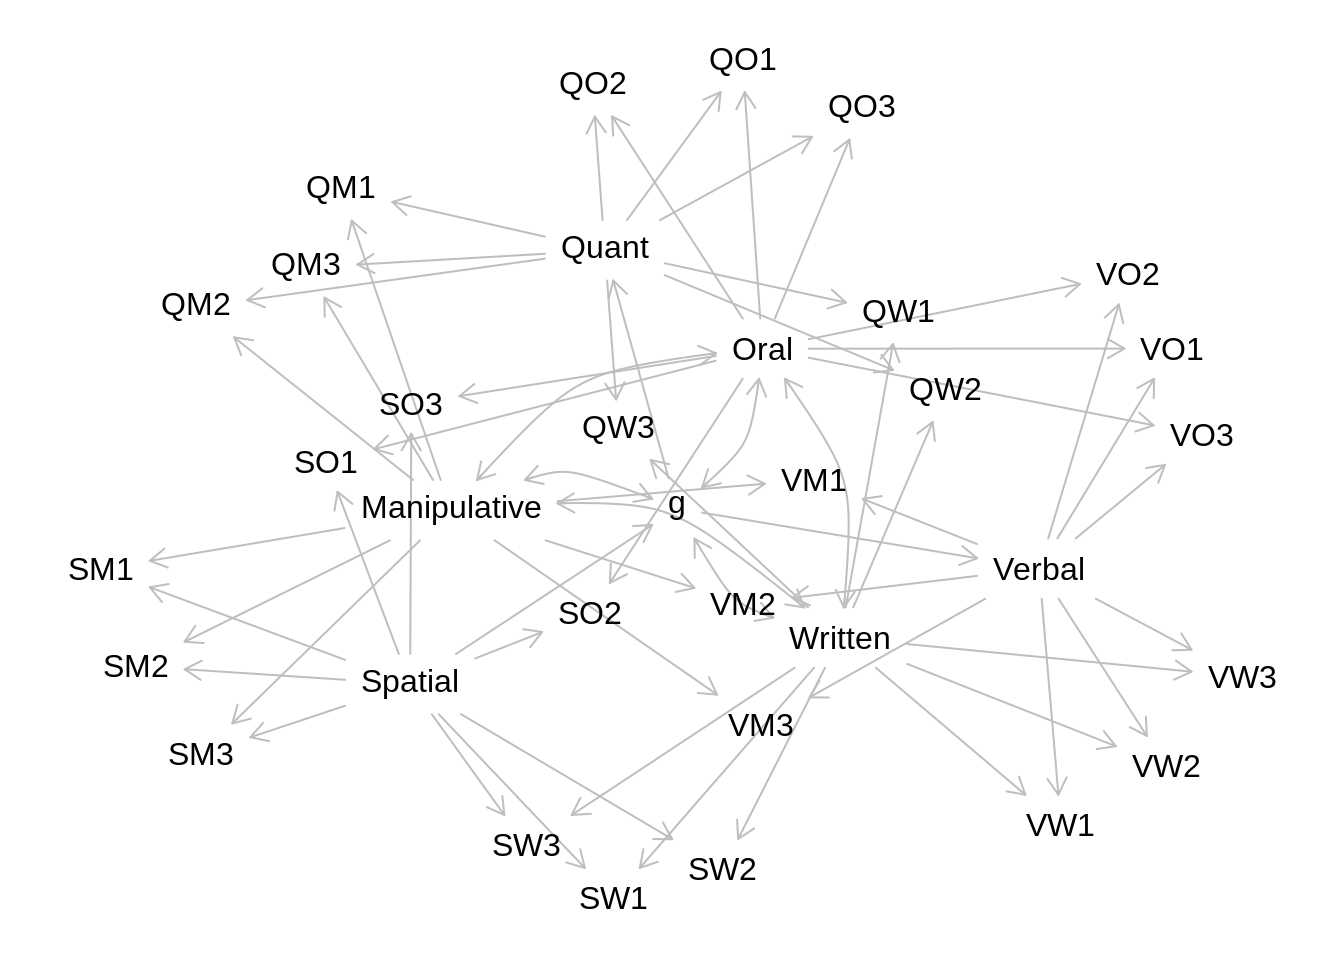 QO1
QO2
QO3
QM1
Quant
QM3
VO2
QM2
QW1
Oral
VO1
QW2
SO3
QW3
VO3
SO1
VM1
g
Manipulative
SM1
Verbal
VM2
SO2
Written
SM2
VW3
Spatial
VM3
SM3
VW2
VW1
SW3
SW2
SW1